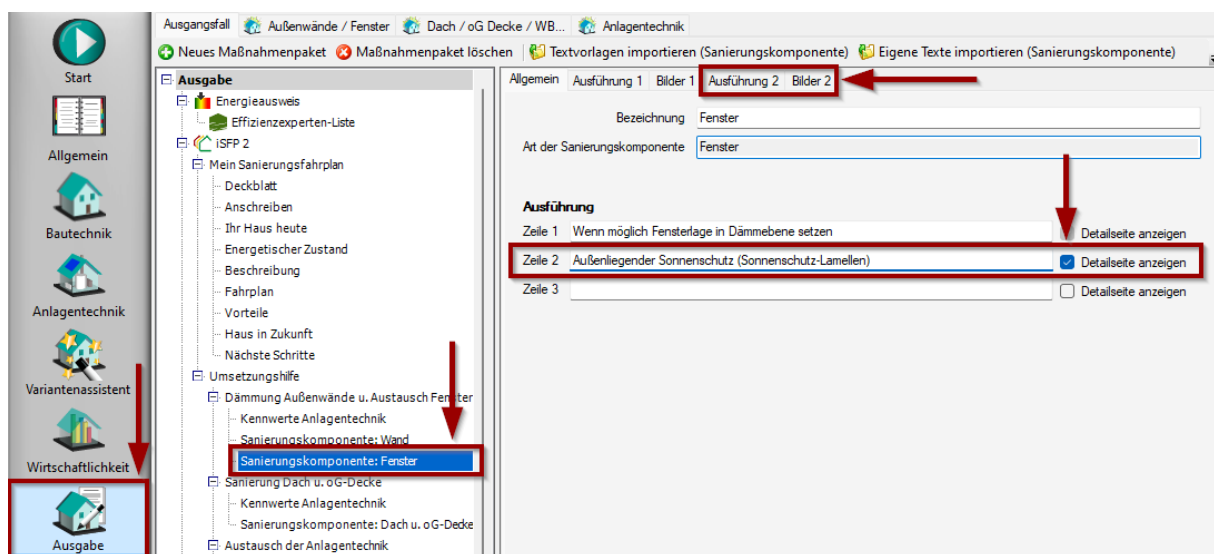 Start
Allgemein
Bautechnik
Anlagentechnik
Variantenassistent
Wirtschaftlichkeit
Ausgabe
Ausgangsfall Außenwände / Fenster Dach / oG Decke / WB... Anlagentechnik
Neues Maßnahmenpaket Maßnahmenpaket löschen Textvorlagen importieren (Sanierungskomponente) Eigene Texte importieren (Sanierungskomponente)
Ausgabe
Energieausweis
Effizienzexperten-Liste
iSFP 2
Mein Sanierungsfahrplan
Deckblatt
Anschreiben
Ihr Haus heute
Energetischer Zustand
Beschreibung
Fahrplan
Vorteile
Haus in Zukunft
Nächste Schritte
Umsetzungshilfe
Dämmung Außenwände u. Austausch Fenster
Kennwerte Anlagentechnik
Sanierungskomponente: Wand
Sanierungskomponente: Fenster
Sanierung Dach u. oG-Decke
Kennwerte Anlagentechnik
Sanierungskomponente: Dach u. oG-Decke
Austausch der Anlagentechnik
Allgemein Ausführung 1 Bilder 1 Ausführung 2 Bilder 2
Bezeichnung Fenster
Art der Sanierungskomponente Fenster
Ausführung
Zeile 1 Wenn möglich Fensterlage in Dämmebene setzen Detailseite anzeigen
Zeile 2 Außenliegender Sonnenschutz (Sonnenschutz-Lamellen) Detailseite anzeigen
Zeile 3 Detailseite anzeigen